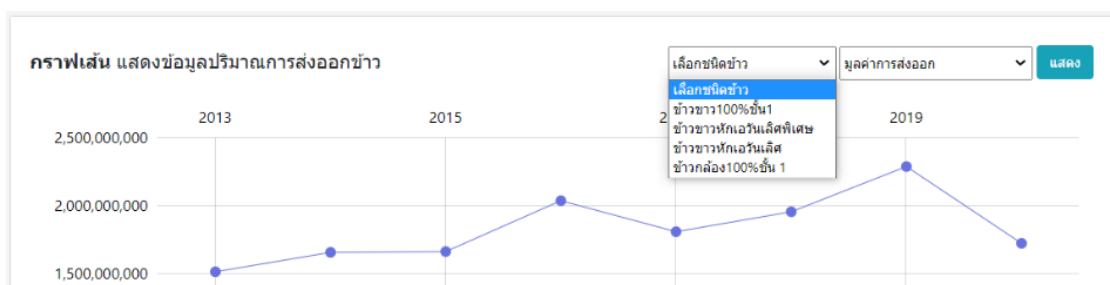 กราฟเส้น แสดงข้อมูลปริมาณการส่งออกข้าว
เลือกชนิดข้าว
มูลค่าการส่งออก
แสดง
เลือกชนิดข้าว
ข้าวขาว100%ชั้น1
ข้าวขาวหักเอวันเลิศพิเศษ
ข้าวขาวหักเอวันเลิศ
ข้าวกล้อง100%ชั้น 1
2013
2015
2
2019
2,500,000,000
2,000,000,000
1,500,000,000